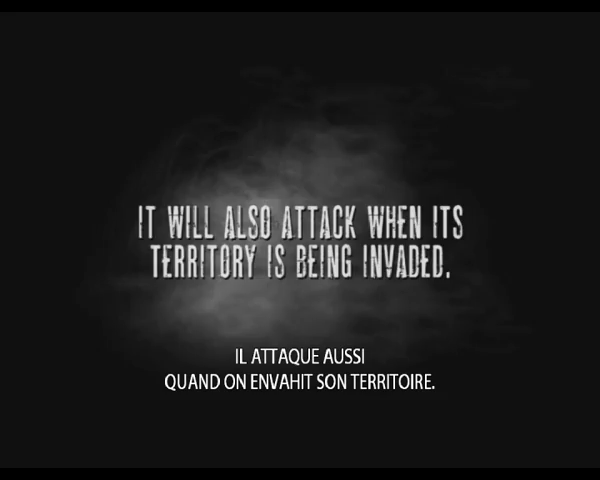 IT WILL ALSO ATTACK WHEN ITS
TERRITORY IS BEING INVADED.
IL ATTAQUE AUSSI
QUAND ON ENVAHIT SON TERRITOIRE.